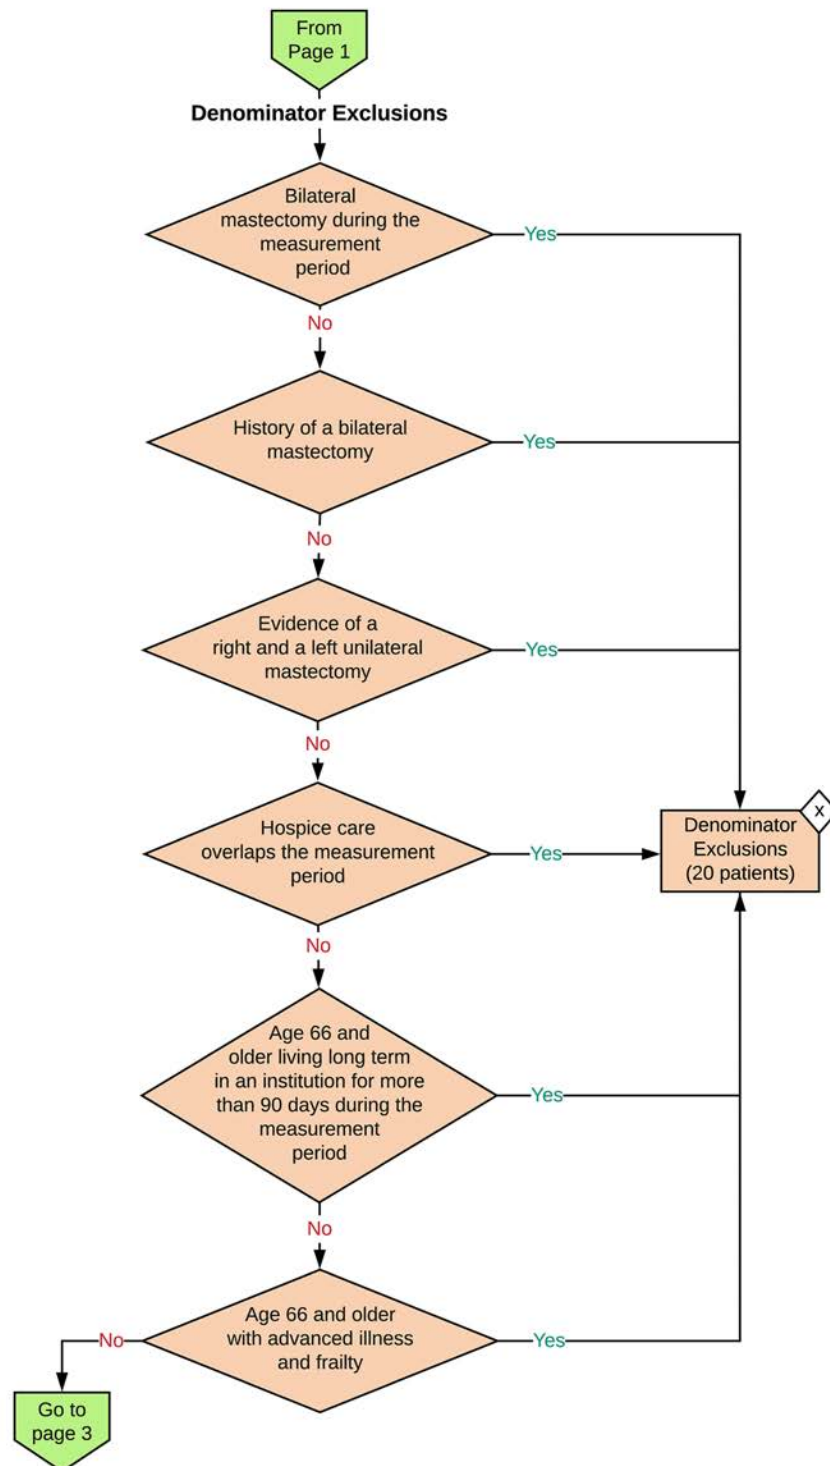 From
Page 1
Denominator Exclusions
Bilateral
mastectomy during the
measurement
period
Yes
No
History of a bilateral
mastectomy
Yes
No
Evidence of a
right and a left unilateral
mastectomy
Yes
No
Hospice care
overlaps the measurement
period
Yes
x
Denominator
Exclusions
(20 patients)
No
Age 66 and
older living long term
in an institution for more
than 90 days during the
measurement
period
Yes
No
Age 66 and older
with advanced illness
and frailty
Yes
No
Go to
page 3